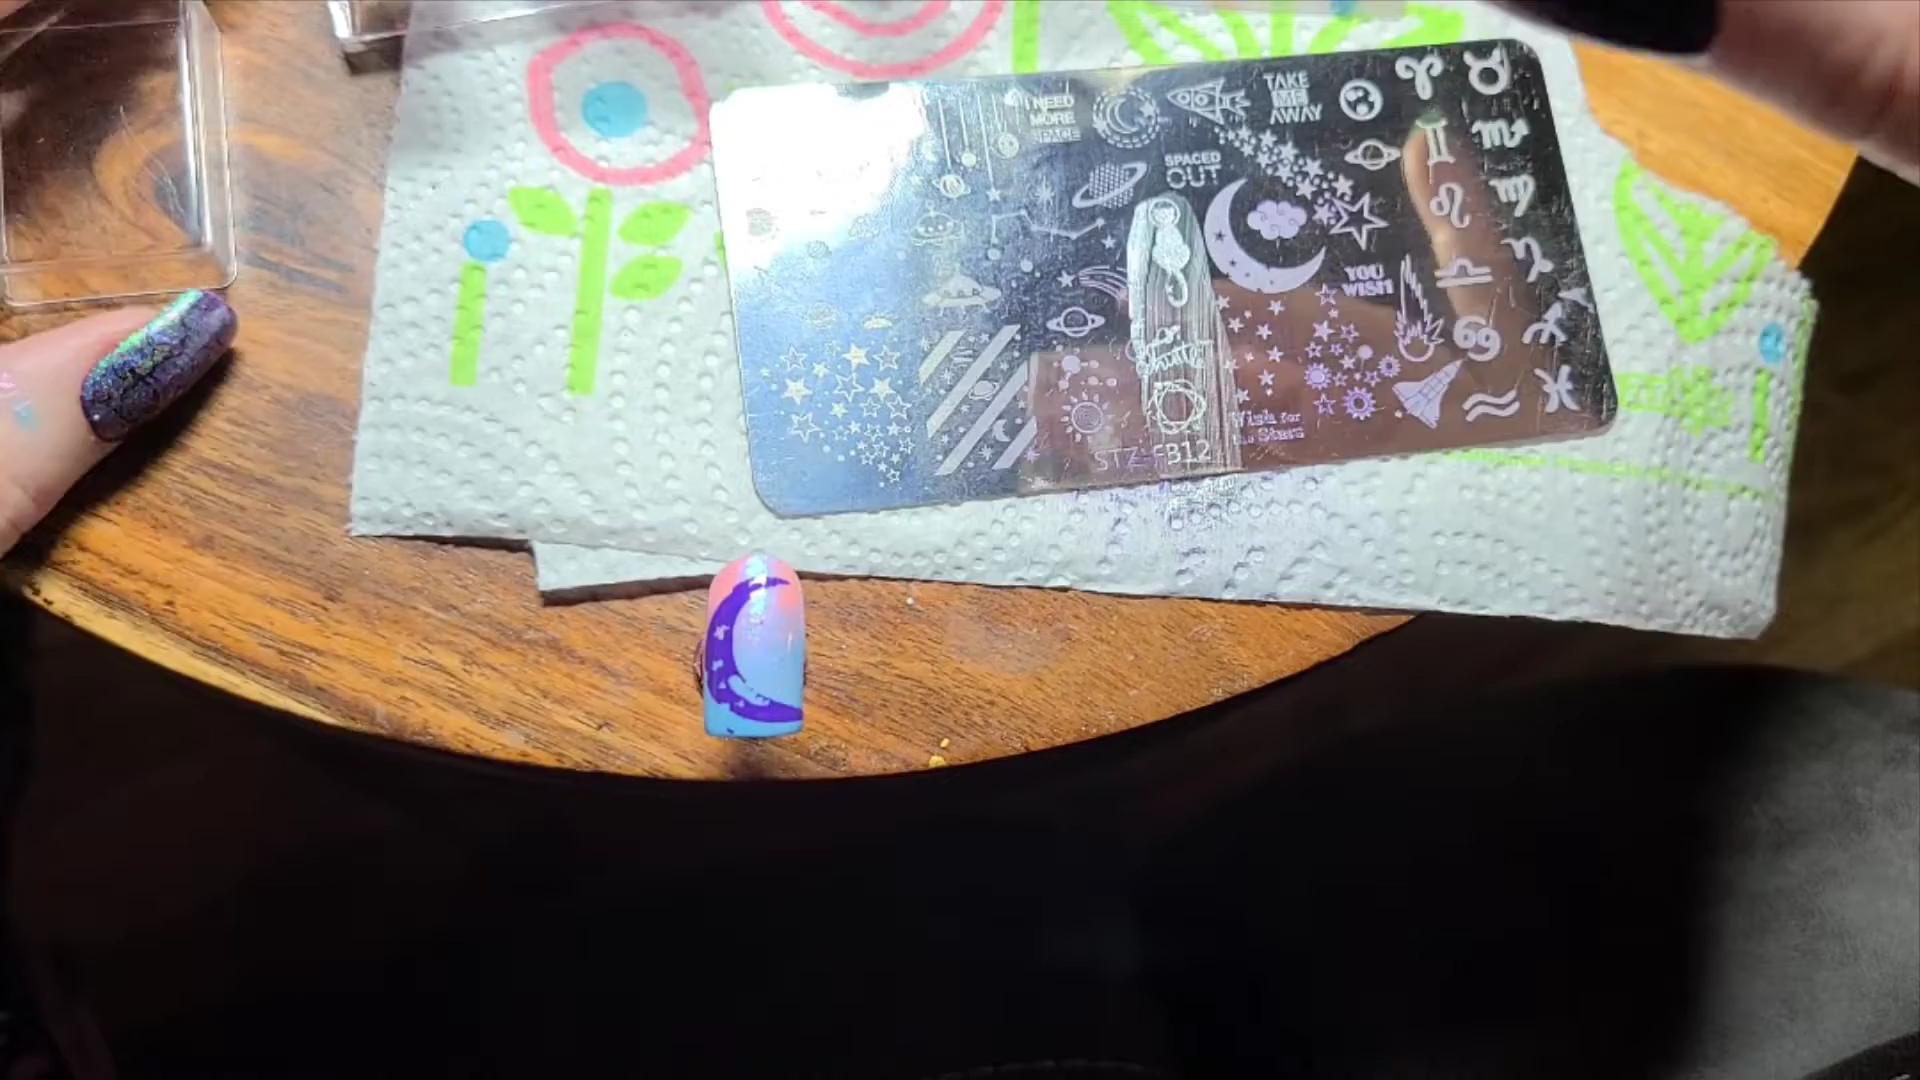 I NEED
MORE
SPACE
TAKE
ME
AWAY
SPACED
OUT
YOU
WISH
Wish for
the Stars
STZ-FB12